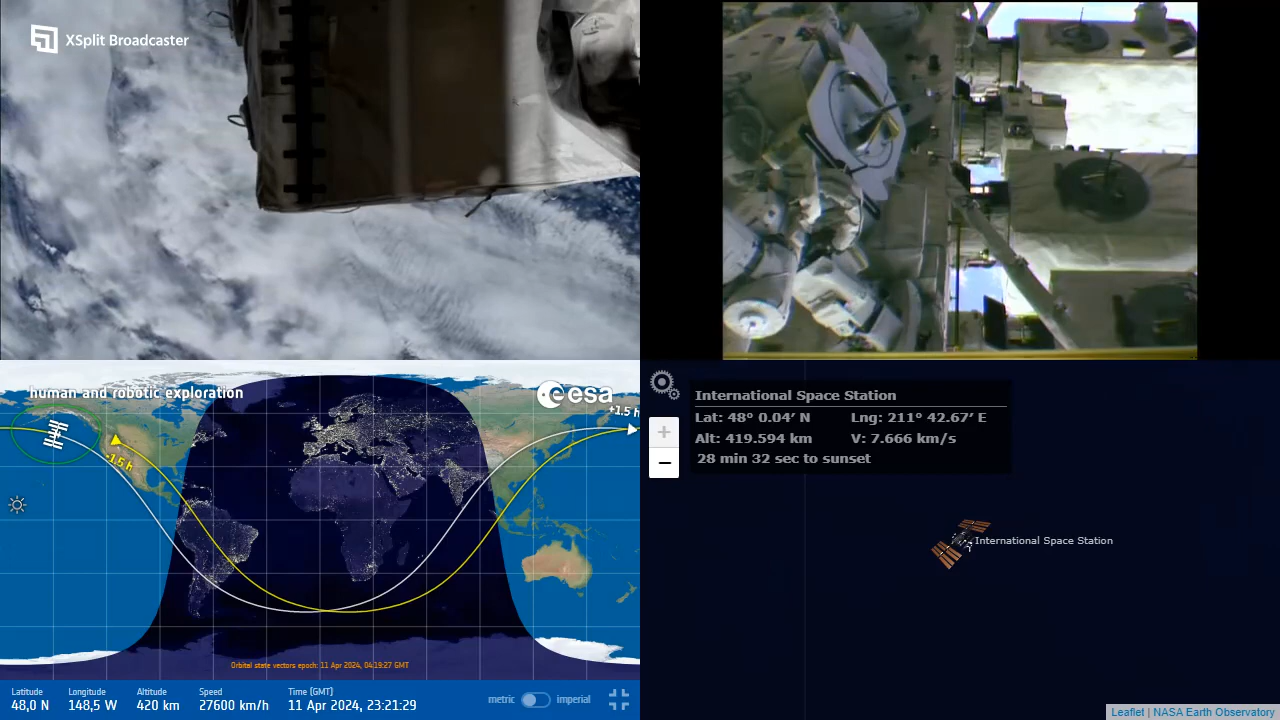 XSplit Broadcaster
human and robotic exploration
esa
+1.5 h
-1.5 h
Orbital state vectors epoch: 11 Apr 2024, 04:19:27 GMT
Latitude Longitude Altitude Speed Time (GMT)
48,0 N 148,5 W 420 km 27600 km/h 11 Apr 2024, 23:21:29
metric imperial
+
−
International Space Station
Lat: 48° 0.04′ N Lng: 211° 42.67′ E
Alt: 419.594 km V: 7.666 km/s
28 min 32 sec to sunset
International Space Station
Leaflet | NASA Earth Observatory